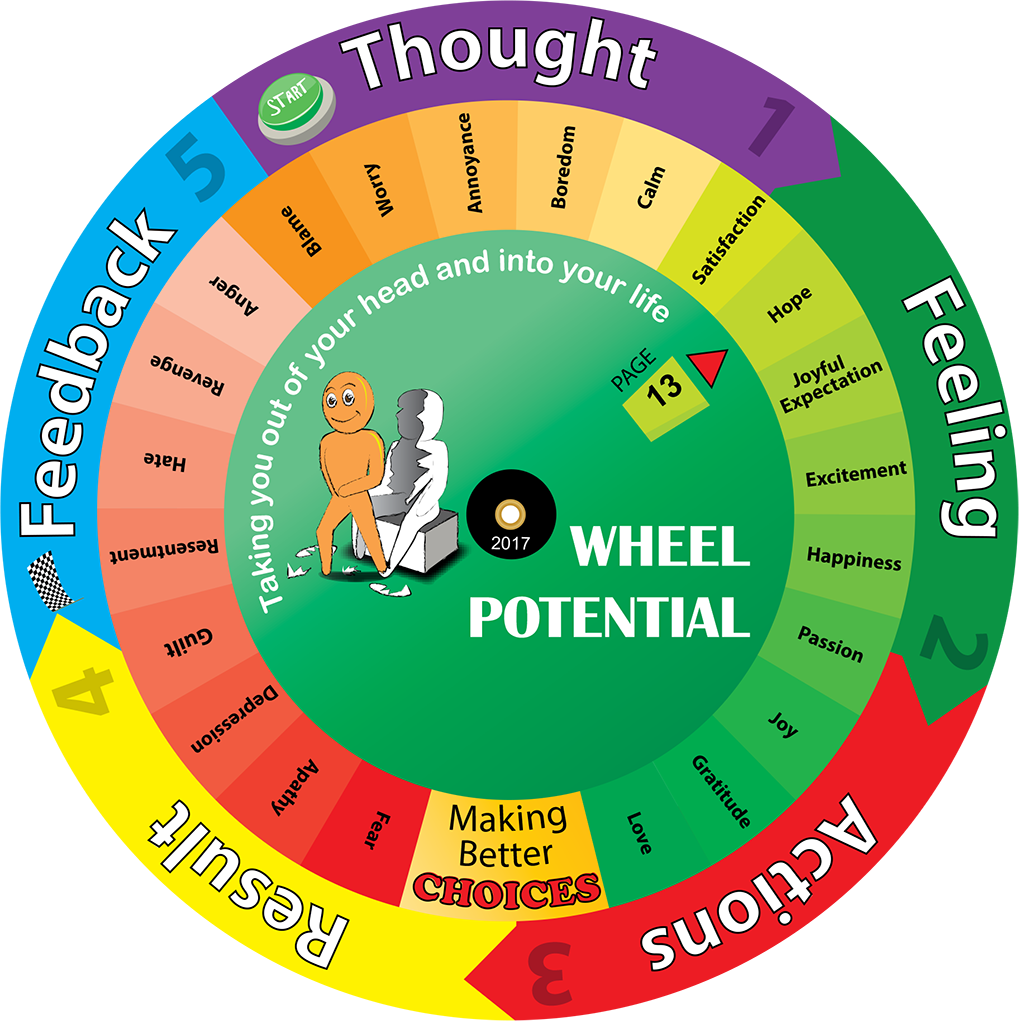 Thought
START
1
Feeling
2
Actions
3
Result
4
Feedback
5
Blame
Worry
Annoyance
Boredom
Calm
Satisfaction
Hope
Joyful
Expectation
Excitement
Happiness
Passion
Joy
Gratitude
Love
Making
Better
CHOICES
Fear
Apathy
Depression
Guilt
Resentment
Hate
Revenge
Anger
Taking you out of your head and into your life
PAGE
13
2017
WHEEL
POTENTIAL